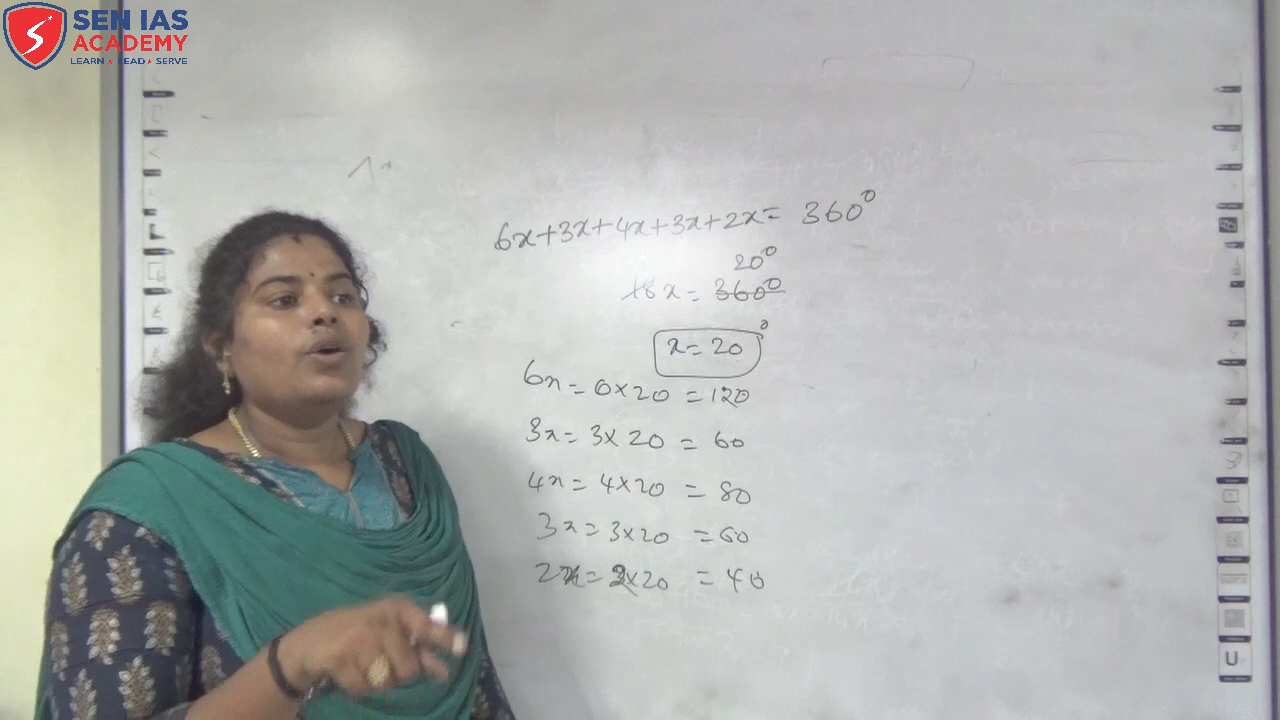 SEN IAS
ACADEMY
LEARN ★ LEAD ★ SERVE
6x+3x+4x+3x+2x= 360°
20°
18x = 360°
x = 20°
6x = 6×20 = 120
3x = 3×20 = 60
4x = 4×20 = 80
3x = 3×20 = 60
2x = 2×20 = 40
U